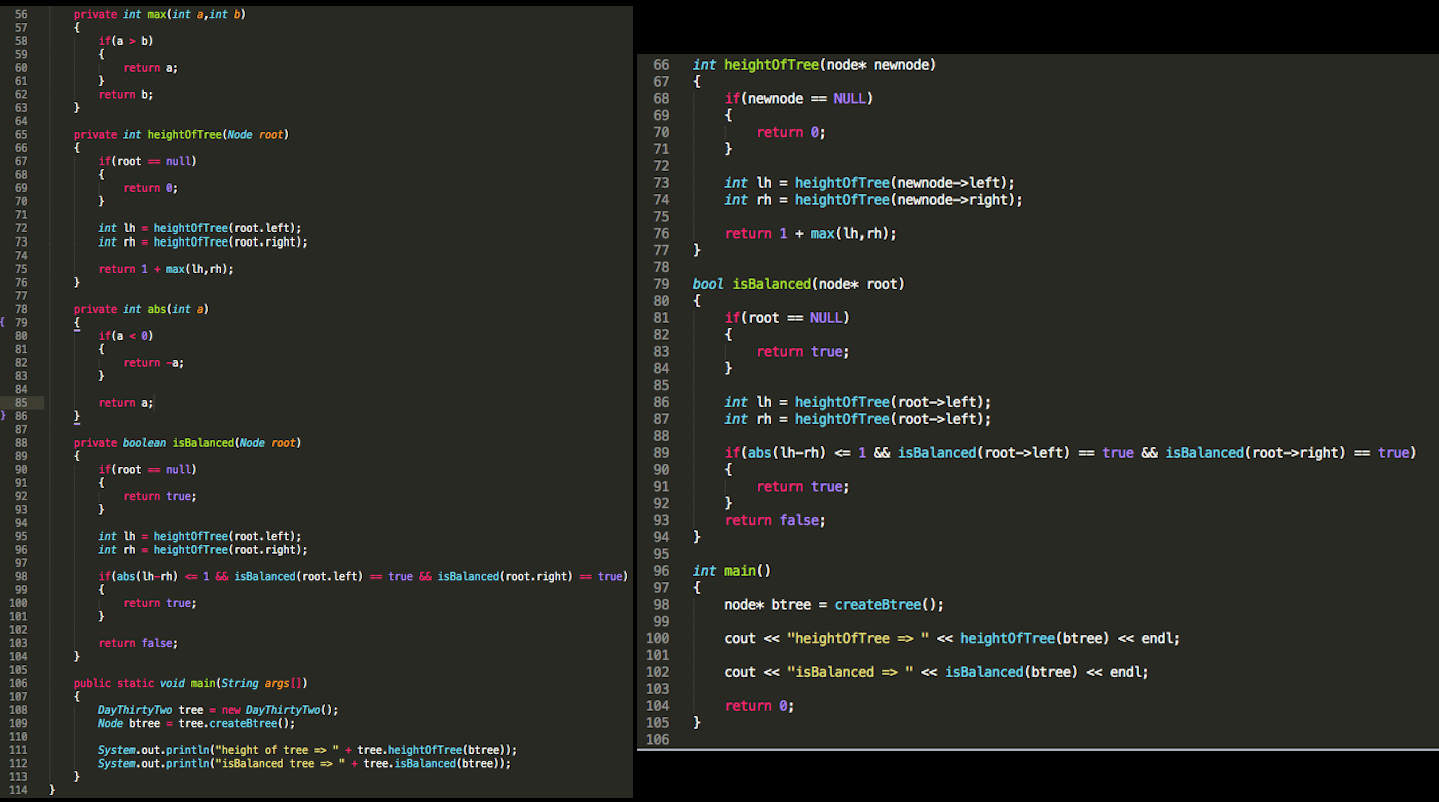 56 private int max(int a,int b)
57 {
58 if(a > b)
59 {
60 return a;
61 }
62 return b;
63 }
64
65 private int heightOfTree(Node root)
66 {
67 if(root == null)
68 {
69 return 0;
70 }
71
72 int lh = heightOfTree(root.left);
73 int rh = heightOfTree(root.right);
74
75 return 1 + max(lh,rh);
76 }
77
78 private int abs(int a)
{ 79 {
80 if(a < 0)
81 {
82 return -a;
83 }
84
85 return a;
} 86 }
87
88 private boolean isBalanced(Node root)
89 {
90 if(root == null)
91 {
92 return true;
93 }
94
95 int lh = heightOfTree(root.left);
96 int rh = heightOfTree(root.right);
97
98 if(abs(lh-rh) <= 1 && isBalanced(root.left) == true && isBalanced(root.right) == true)
99 {
100 return true;
101 }
102
103 return false;
104 }
105
106 public static void main(String args[])
107 {
108 DayThirtyTwo tree = new DayThirtyTwo();
109 Node btree = tree.createBtree();
110
111 System.out.println("height of tree => " + tree.heightOfTree(btree));
112 System.out.println("isBalanced tree => " + tree.isBalanced(btree));
113 }
114 }
66 int heightOfTree(node* newnode)
67 {
68 if(newnode == NULL)
69 {
70 return 0;
71 }
72
73 int lh = heightOfTree(newnode->left);
74 int rh = heightOfTree(newnode->right);
75
76 return 1 + max(lh,rh);
77 }
78
79 bool isBalanced(node* root)
80 {
81 if(root == NULL)
82 {
83 return true;
84 }
85
86 int lh = heightOfTree(root->left);
87 int rh = heightOfTree(root->left);
88
89 if(abs(lh-rh) <= 1 && isBalanced(root->left) == true && isBalanced(root->right) == true)
90 {
91 return true;
92 }
93 return false;
94 }
95
96 int main()
97 {
98 node* btree = createBtree();
99
100 cout << "heightOfTree => " << heightOfTree(btree) << endl;
101
102 cout << "isBalanced => " << isBalanced(btree) << endl;
103
104 return 0;
105 }
106